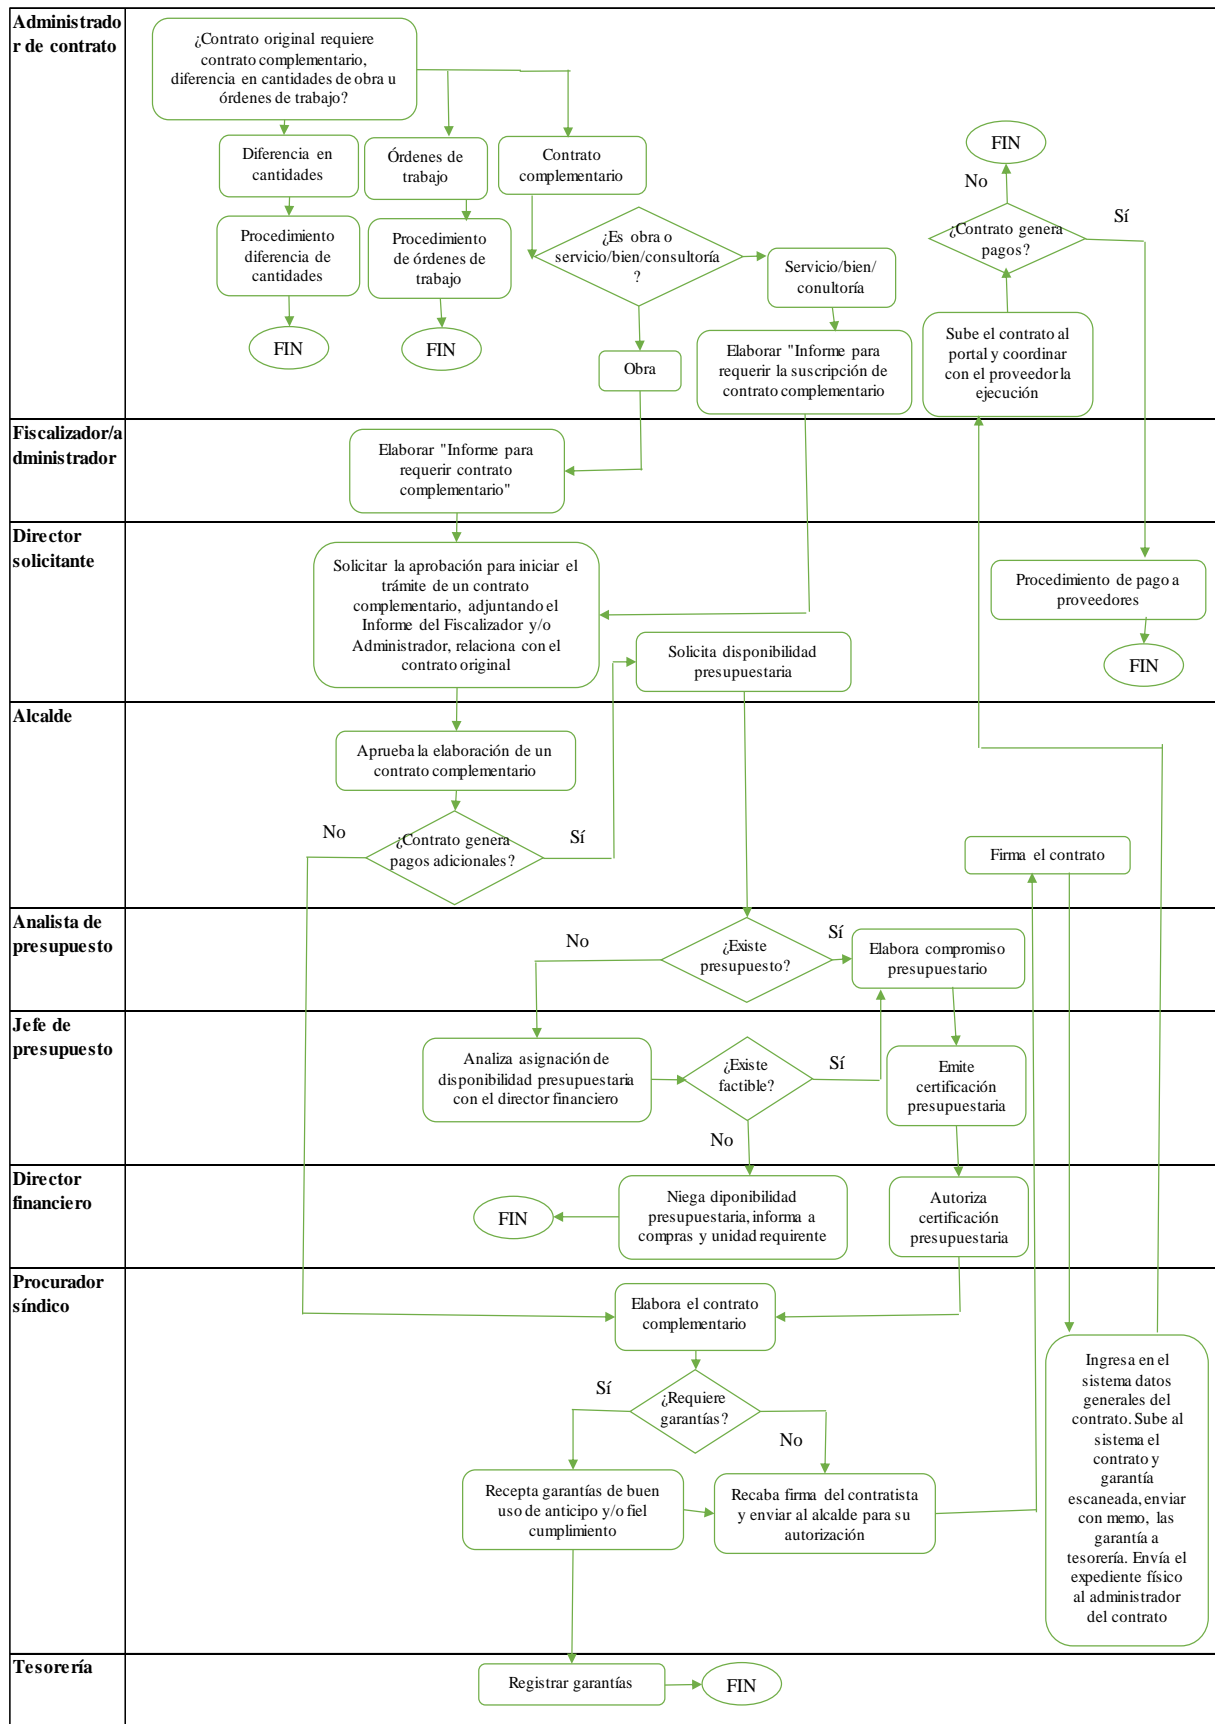 Administrado
r de contrato
¿Contrato original requiere
contrato complementario,
diferencia en cantidades de obra u
órdenes de trabajo?
Diferencia en
cantidades
Órdenes de
trabajo
Contrato
complementario
FIN
No
Sí
Procedimiento
diferencia de
cantidades
Procedimiento
de órdenes de
trabajo
¿Es obra o
servicio/bien/consultoría
?
Servicio/bien/
conultoría
¿Contrato genera
pagos?
FIN
FIN
Obra
Elaborar "Informe para
requerir la suscripción de
contrato complementario
Sube el contrato al
portal y coordinar
con el proveedor la
ejecución
Fiscalizador/a
dministrador
Elaborar "Informe para
requerir contrato
complementario"
Director
solicitante
Solicitar la aprobación para iniciar el
trámite de un contrato
complementario, adjuntando el
Informe del Fiscalizador y/o
Administrador, relaciona con el
contrato original
Solicita disponibilidad
presupuestaria
Procedimiento de pago a
proveedores
FIN
Alcalde
Aprueba la elaboración de un
contrato complementario
No
¿Contrato genera
pagos adicionales?
Sí
Firma el contrato
Analista de
presupuesto
No
¿Existe
presupuesto?
Sí
Elabora compromiso
presupuestario
Jefe de
presupuesto
Analiza asignación de
disponibilidad presupuestaria
con el director financiero
¿Existe
factible?
Sí
No
Emite
certificación
presupuestaria
Director
financiero
FIN
Niega diponibilidad
presupuestaria, informa a
compras y unidad requirente
Autoriza
certificación
presupuestaria
Procurador
síndico
Elabora el contrato
complementario
Sí
¿Requiere
garantías?
No
Recepta garantías de buen
uso de anticipo y/o fiel
cumplimiento
Recaba firma del contratista
y enviar al alcalde para su
autorización
Ingresa en el
sistema datos
generales del
contrato. Sube al
sistema el
contrato y
garantía
escaneada, enviar
con memo, las
garantía a
tesorería. Envía el
expediente físico
al administrador
del contrato
Tesorería
Registrar garantías
FIN